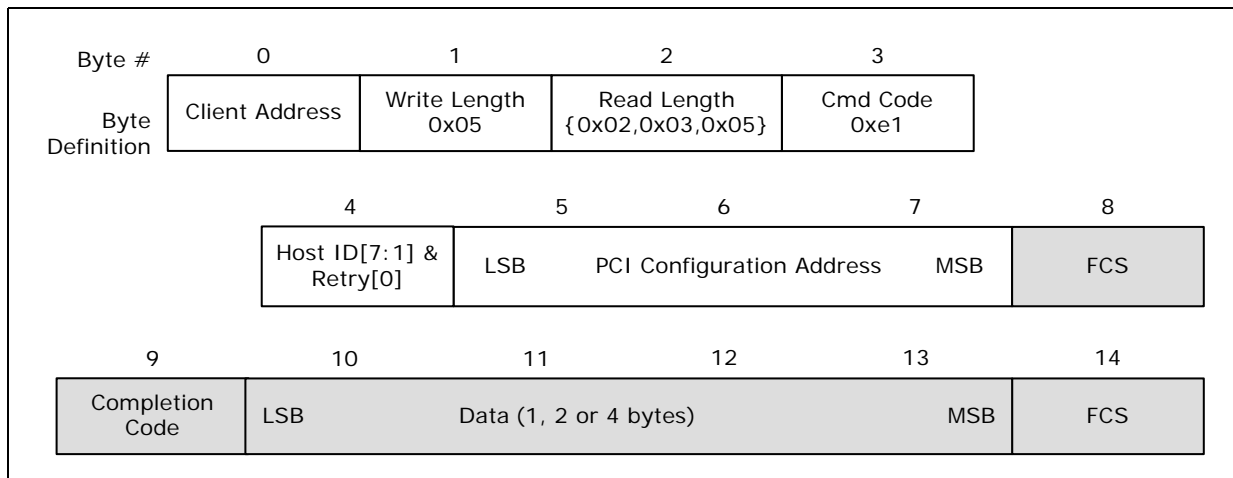 Byte # 0 1 2 3
Byte
Definition
Client Address
Write Length
0x05
Read Length
{0x02,0x03,0x05}
Cmd Code
0xe1
4 5 6 7 8
Host ID[7:1] &
Retry[0]
LSB PCI Configuration Address MSB
FCS
9 10 11 12 13 14
Completion
Code
LSB Data (1, 2 or 4 bytes) MSB
FCS